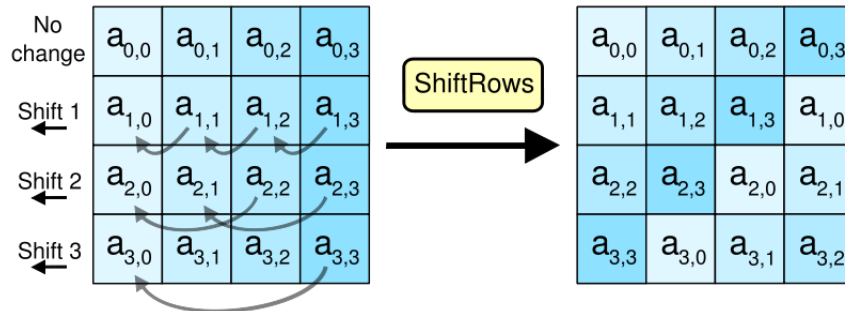 No
change
a0,0 a0,1 a0,2 a0,3
Shift 1
a1,0 a1,1 a1,2 a1,3
Shift 2
a2,0 a2,1 a2,2 a2,3
Shift 3
a3,0 a3,1 a3,2 a3,3
ShiftRows
a0,0 a0,1 a0,2 a0,3
a1,1 a1,2 a1,3 a1,0
a2,2 a2,3 a2,0 a2,1
a3,3 a3,0 a3,1 a3,2